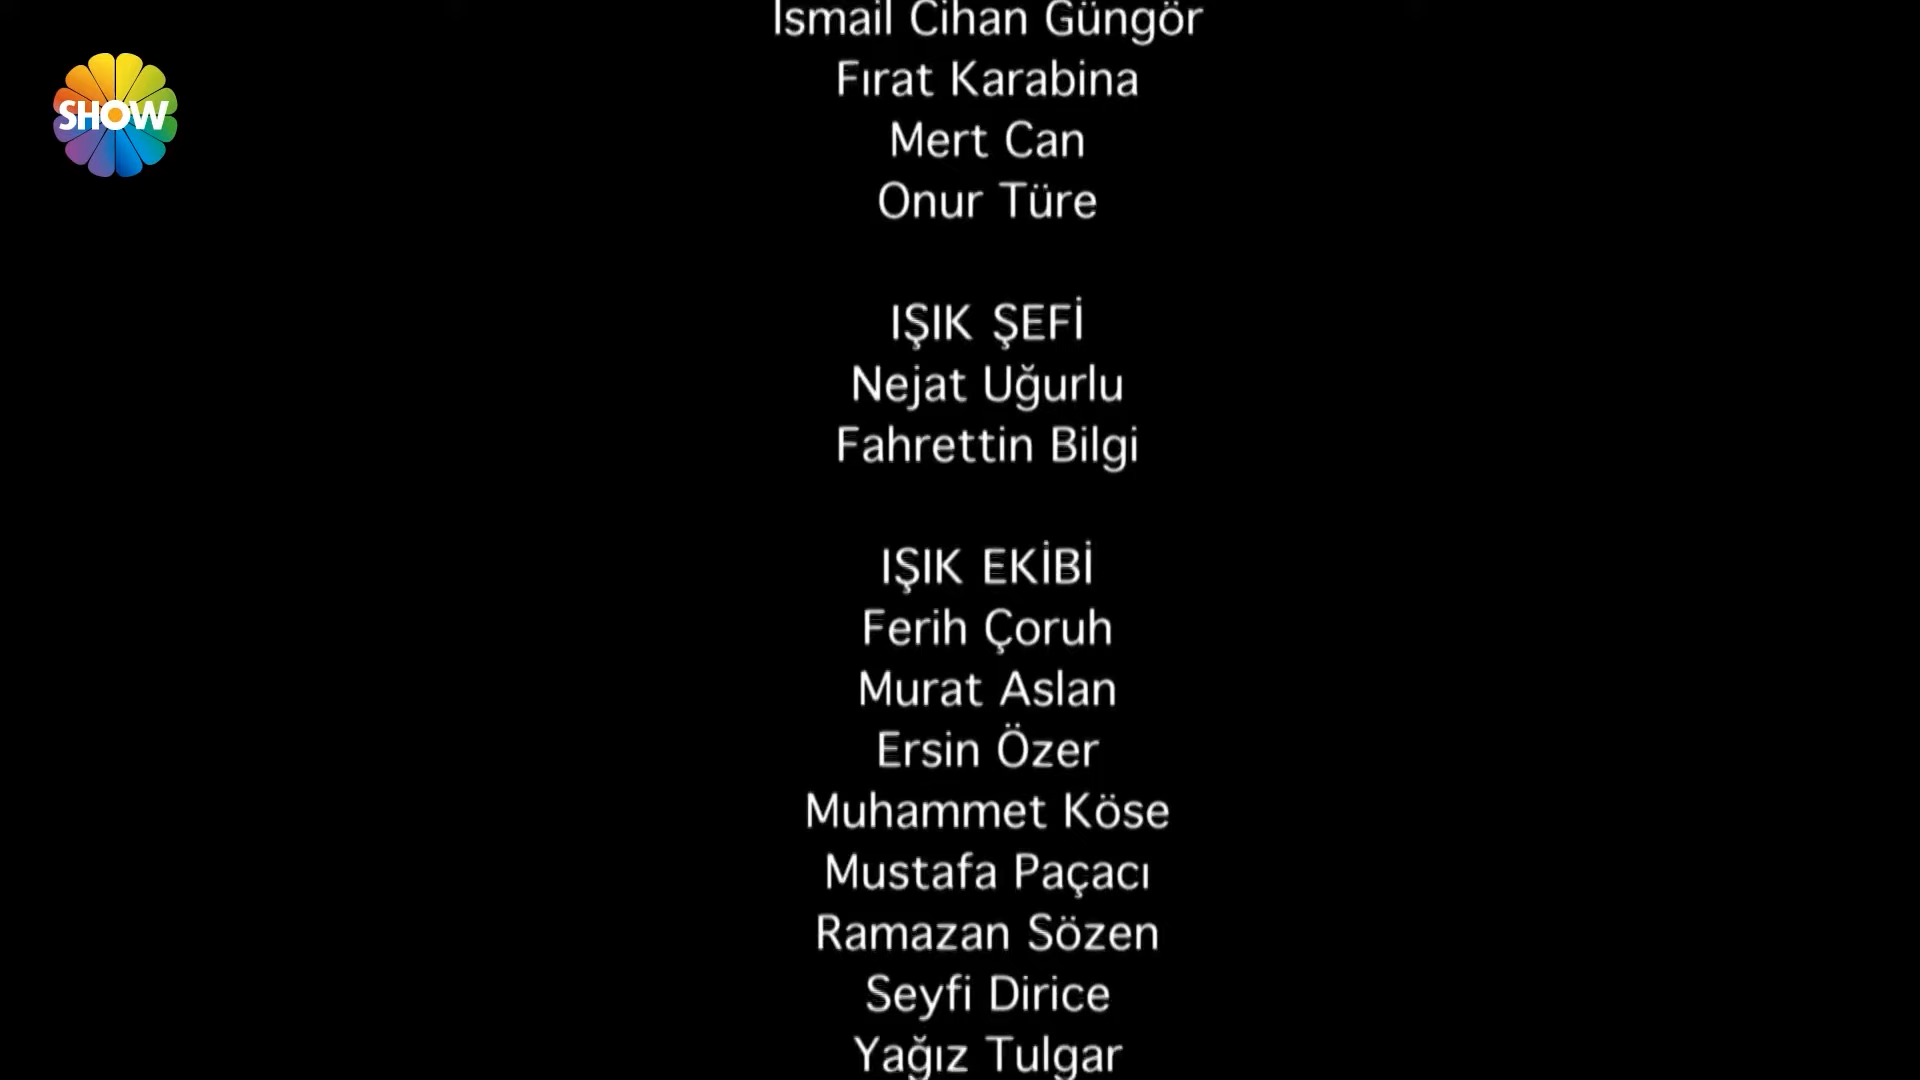 SHOW
İsmail Cihan Güngör
Fırat Karabina
Mert Can
Onur Türe
IŞIK ŞEFİ
Nejat Uğurlu
Fahrettin Bilgi
IŞIK EKİBİ
Ferih Çoruh
Murat Aslan
Ersin Özer
Muhammet Köse
Mustafa Paçacı
Ramazan Sözen
Seyfi Dirice
Yağız Tulgar